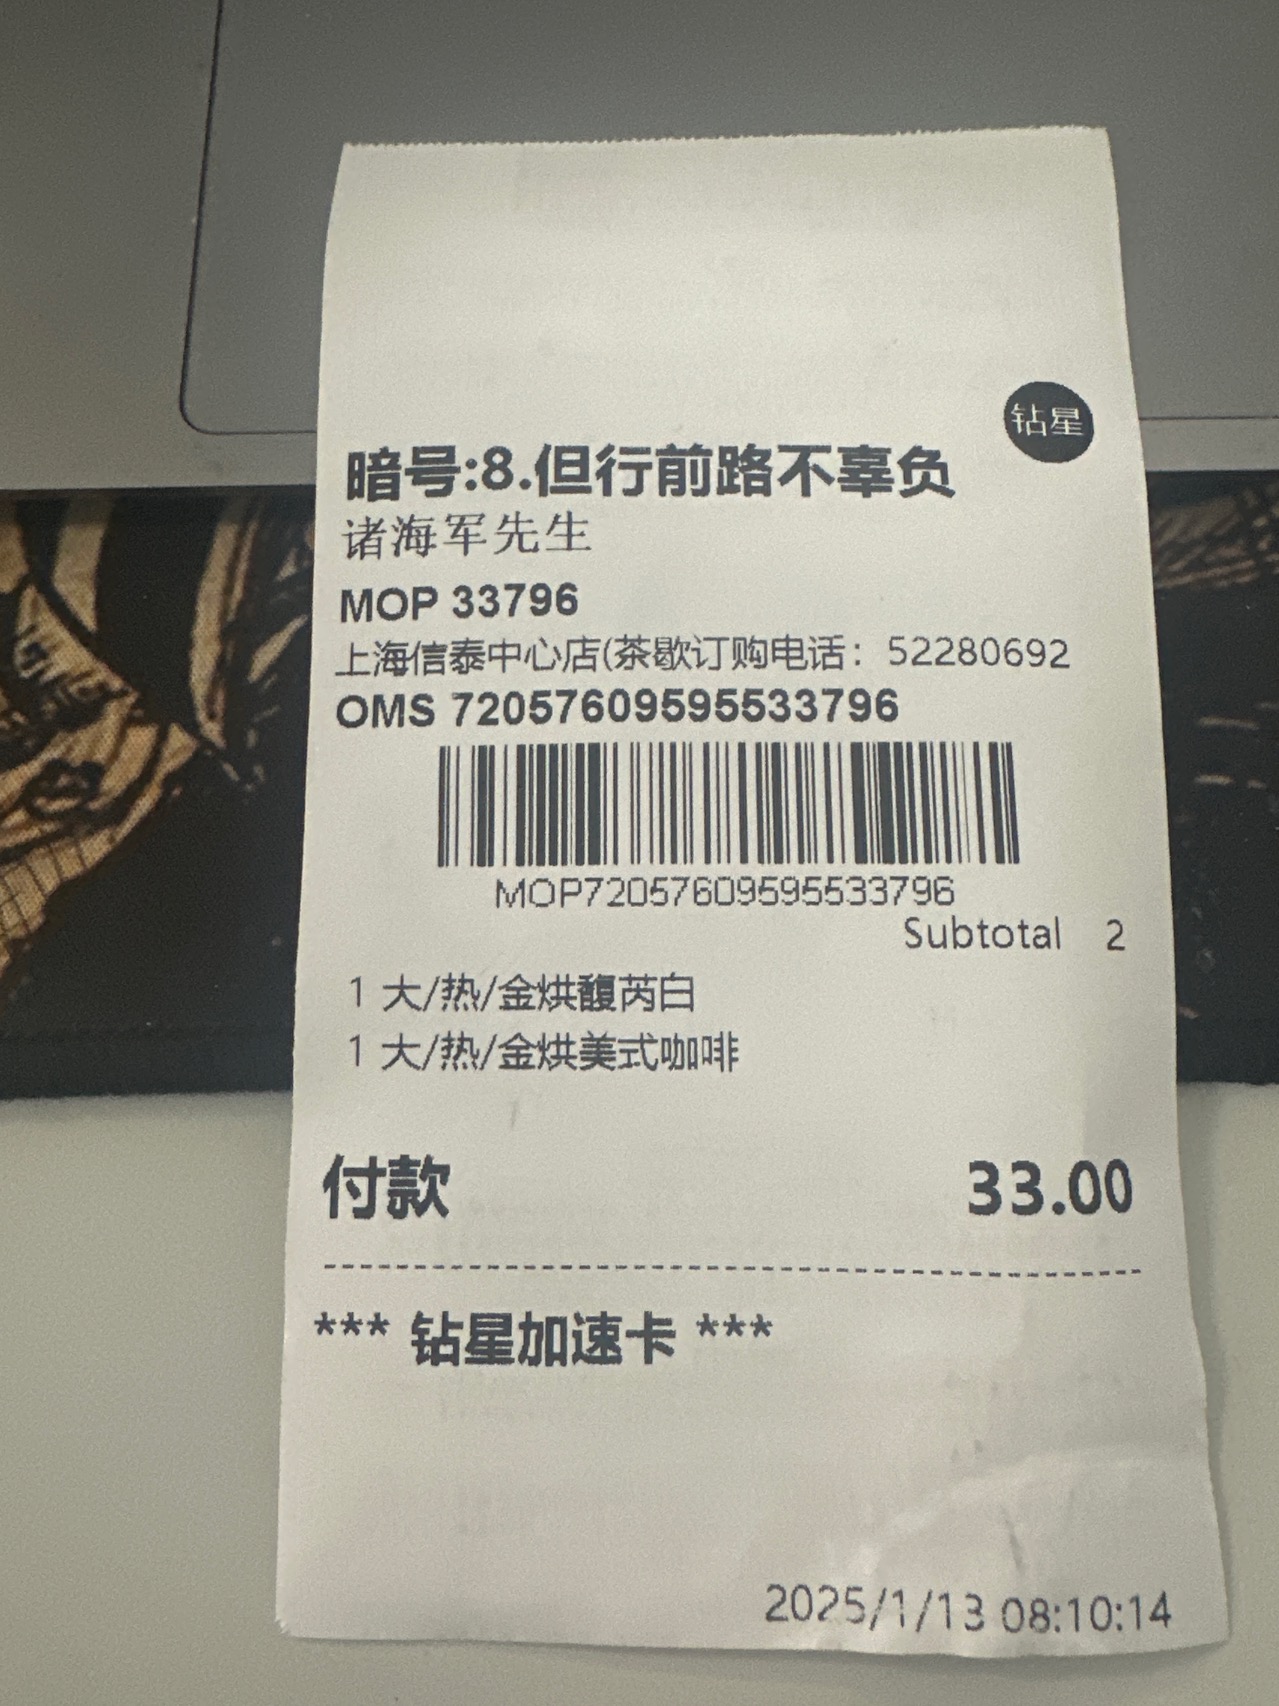 钻星
暗号:8.但行前路不辜负
诸海军先生
MOP 33796
上海信泰中心店(茶歇订购电话：52280692
OMS 72057609595533796
MOP72057609595533796
Subtotal 2
1 大/热/金烘馥芮白
1 大/热/金烘美式咖啡
付款 33.00
*** 钻星加速卡 ***
2025/1/13 08:10:14